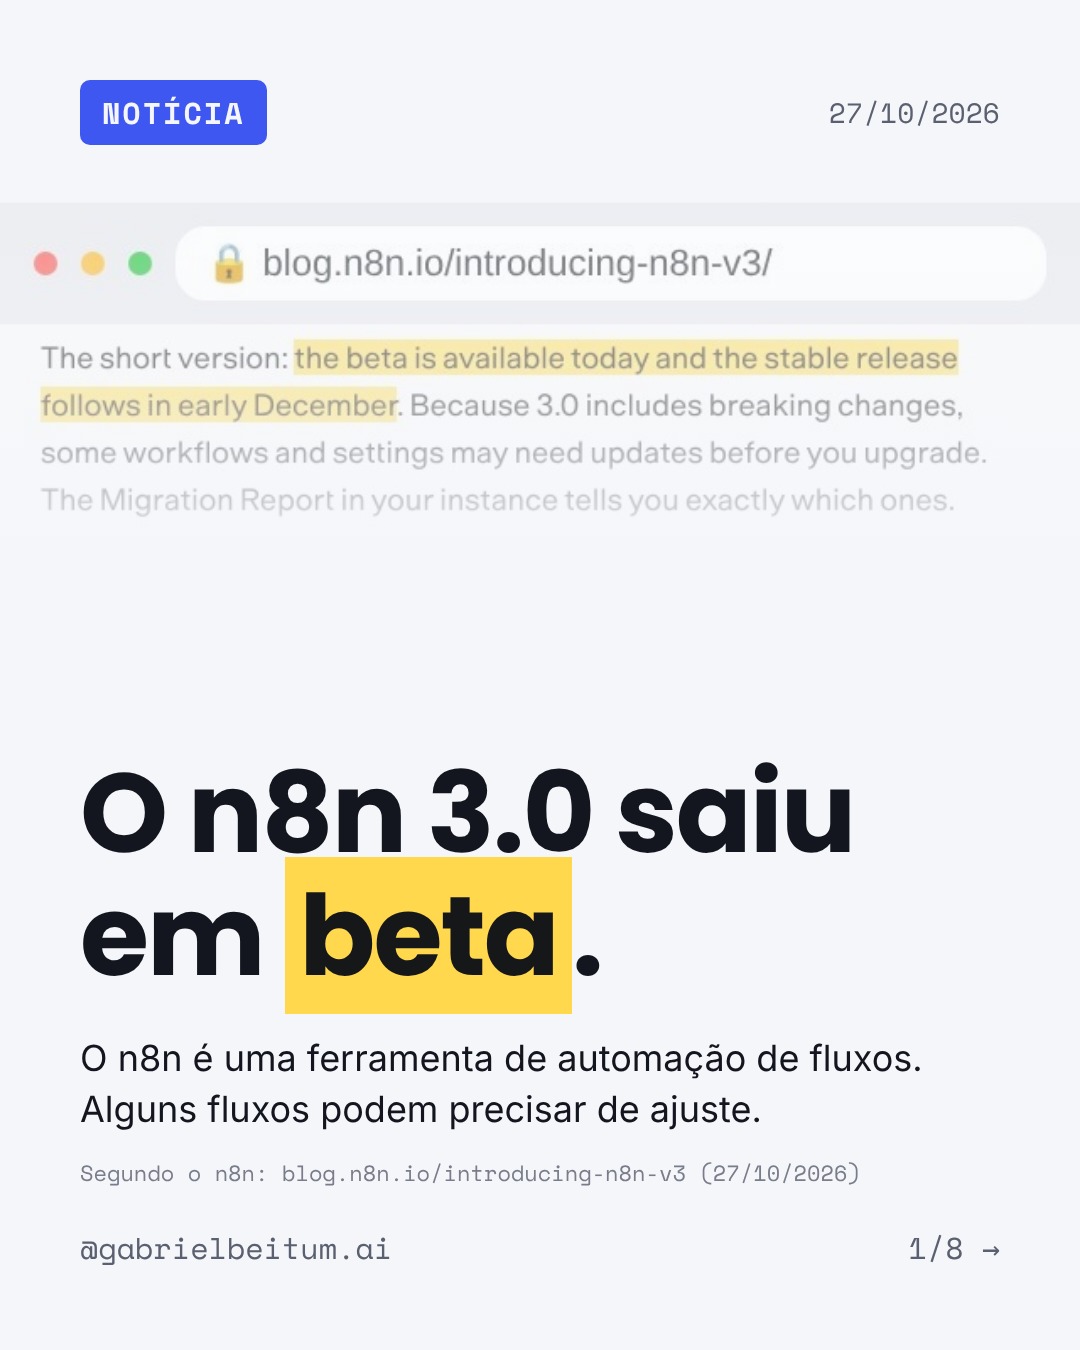 NOTÍCIA
27/10/2026
blog.n8n.io/introducing-n8n-v3/
The short version: the beta is available today and the stable release
follows in early December. Because 3.0 includes breaking changes,
some workflows and settings may need updates before you upgrade.
The Migration Report in your instance tells you exactly which ones.
O n8n 3.0 saiu
em beta.
O n8n é uma ferramenta de automação de fluxos.
Alguns fluxos podem precisar de ajuste.
Segundo o n8n: blog.n8n.io/introducing-n8n-v3 (27/10/2026)
@gabrielbeitum.ai
1/8 →